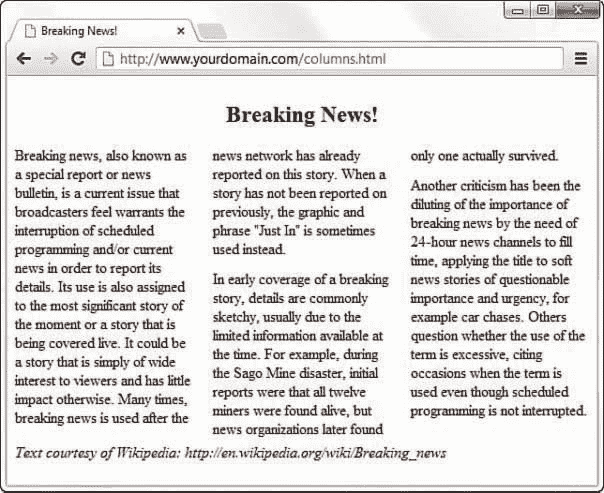 Breaking News!
http://www.yourdomain.com/columns.html
Breaking News!
Breaking news, also known as
a special report or news
bulletin, is a current issue that
broadcasters feel warrants the
interruption of scheduled
programming and/or current
news in order to report its
details. Its use is also assigned
to the most significant story of
the moment or a story that is
being covered live. It could be
a story that is simply of wide
interest to viewers and has little
impact otherwise. Many times,
breaking news is used after the
news network has already
reported on this story. When a
story has not been reported on
previously, the graphic and
phrase "Just In" is sometimes
used instead.
In early coverage of a breaking
story, details are commonly
sketchy, usually due to the
limited information available at
the time. For example, during
the Sago Mine disaster, initial
reports were that all twelve
miners were found alive, but
news organizations later found
only one actually survived.
Another criticism has been the
diluting of the importance of
breaking news by the need of
24-hour news channels to fill
time, applying the title to soft
news stories of questionable
importance and urgency, for
example car chases. Others
question whether the use of the
term is excessive, citing
occasions when the term is
used even though scheduled
programming is not interrupted.
Text courtesy of Wikipedia: http://en.wikipedia.org/wiki/Breaking_news